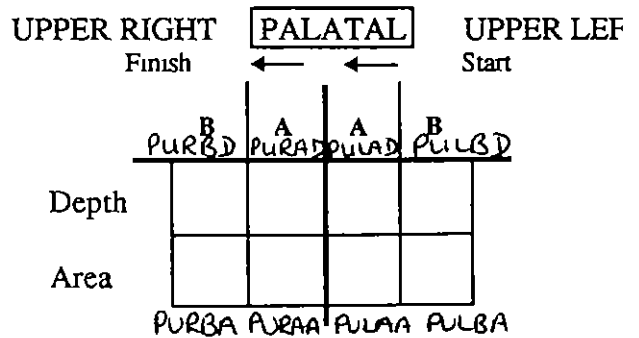 UPPER RIGHT PALATAL UPPER LEF
Finish Start
B A A B
PURBD PURAD PULAD PULBD
Depth
Area
PURBA PURAA PULAA PULBA